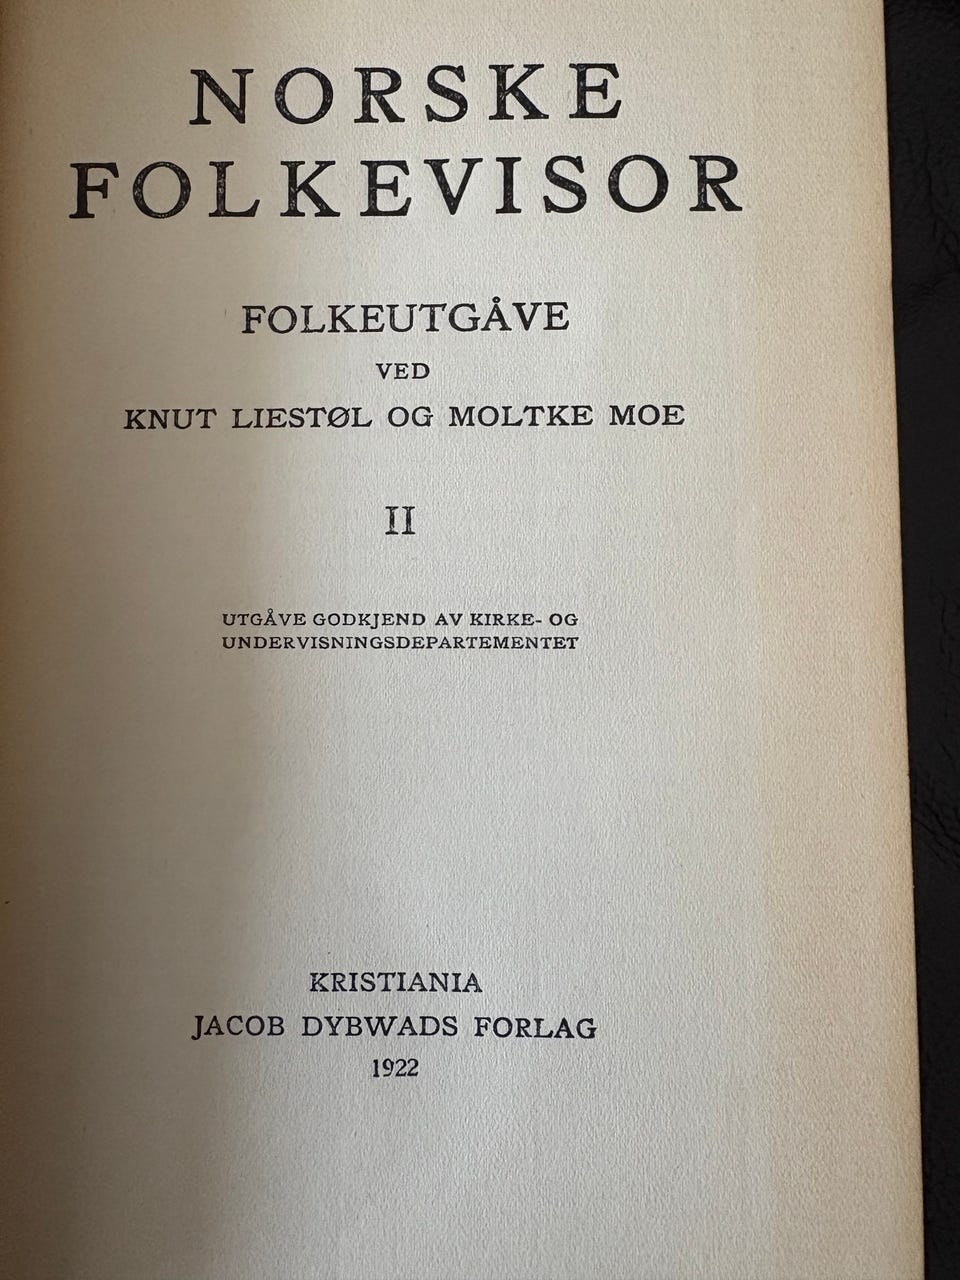 NORSKE
FOLKEVISOR
FOLKEUTGÅVE
VED
KNUT LIESTØL OG MOLTKE MOE
II
UTGÅVE GODKJEND AV KIRKE- OG
UNDERVISNINGSDEPARTEMENTET
KRISTIANIA
JACOB DYBWADS FORLAG
1922